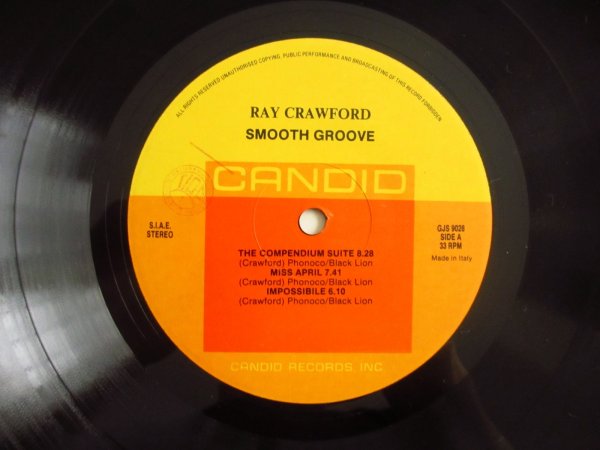 ALL RIGHTS RESERVED UNAUTHORISED COPYING, PUBLIC PERFORMANCE AND BROADCASTING OF THIS RECORD FORBIDDEN
RAY CRAWFORD
SMOOTH GROOVE
CANDID
S.I.A.E.
STEREO
GJS 9026
SIDE A
33 RPM
Made in Italy
THE COMPENDIUM SUITE 8.28
(Crawford) Phonoco/Black Lion
MISS APRIL 7.41
(Crawford) Phonoco/Black Lion
IMPOSSIBILE 6.10
(Crawford) Phonoco/Black Lion
CANDID RECORDS, INC.